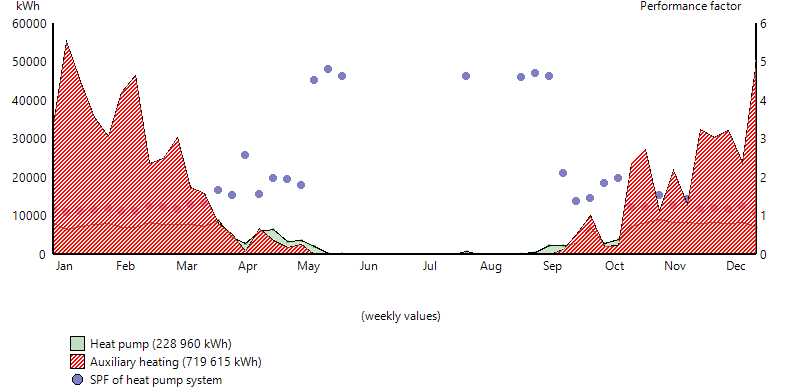 kWh Performance factor
60000 6
50000 5
40000 4
30000 3
20000 2
10000 1
0 0
Jan Feb Mar Apr May Jun Jul Aug Sep Oct Nov Dec
(weekly values)
Heat pump (228 960 kWh)
Auxiliary heating (719 615 kWh)
SPF of heat pump system